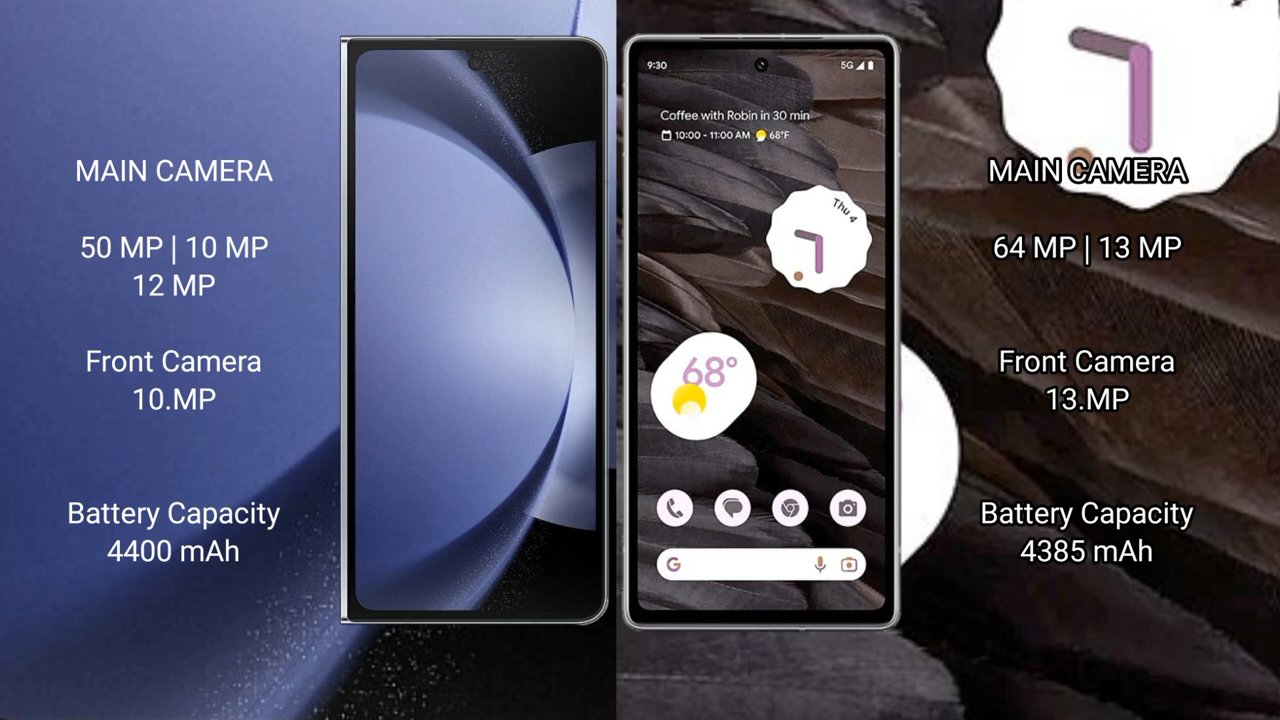 MAIN CAMERA
50 MP | 10 MP
12 MP
Front Camera
10.MP
Battery Capacity
4400 mAh
9:30
5G
Coffee with Robin in 30 min
10:00 - 11:00 AM 68°F
Thu 4
68°
G
MAIN CAMERA
64 MP | 13 MP
Front Camera
13.MP
Battery Capacity
4385 mAh